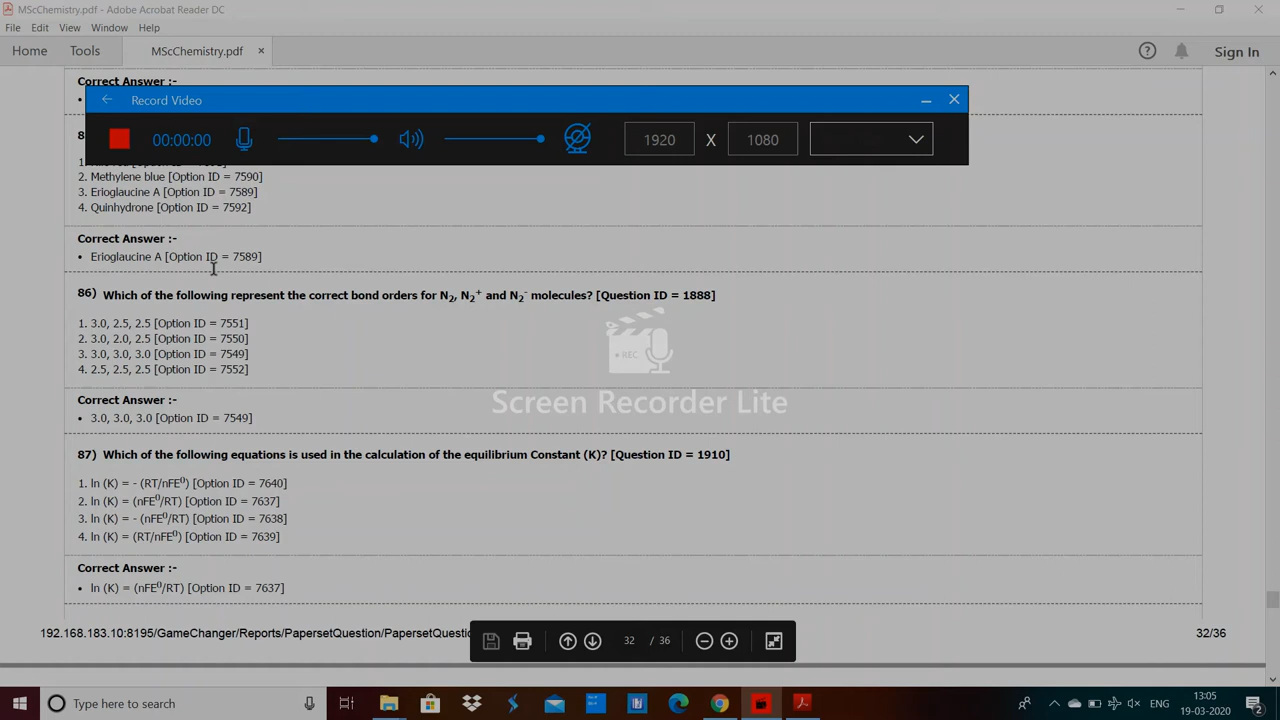 MScChemistry.pdf - Adobe Acrobat Reader DC
File Edit View Window Help
Home Tools MScChemistry.pdf × Sign In
Correct Answer :-
Record Video
00:00:00 1920 X 1080
2. Methylene blue [Option ID = 7590]
3. Erioglaucine A [Option ID = 7589]
4. Quinhydrone [Option ID = 7592]
Correct Answer :-
• Erioglaucine A [Option ID = 7589]
86) Which of the following represent the correct bond orders for N₂, N₂⁺ and N₂⁻ molecules? [Question ID = 1888]
1. 3.0, 2.5, 2.5 [Option ID = 7551]
2. 3.0, 2.0, 2.5 [Option ID = 7550]
3. 3.0, 3.0, 3.0 [Option ID = 7549]
4. 2.5, 2.5, 2.5 [Option ID = 7552]
• REC
Screen Recorder Lite
Correct Answer :-
• 3.0, 3.0, 3.0 [Option ID = 7549]
87) Which of the following equations is used in the calculation of the equilibrium Constant (K)? [Question ID = 1910]
1. ln (K) = - (RT/nFE⁰) [Option ID = 7640]
2. ln (K) = (nFE⁰/RT) [Option ID = 7637]
3. ln (K) = - (nFE⁰/RT) [Option ID = 7638]
4. ln (K) = (RT/nFE⁰) [Option ID = 7639]
Correct Answer :-
• ln (K) = (nFE⁰/RT) [Option ID = 7637]
192.168.183.10:8195/GameChanger/Reports/PapersetQuestion/PapersetQues 32/36
32 / 36
Type here to search ENG 13:05
19-03-2020 2